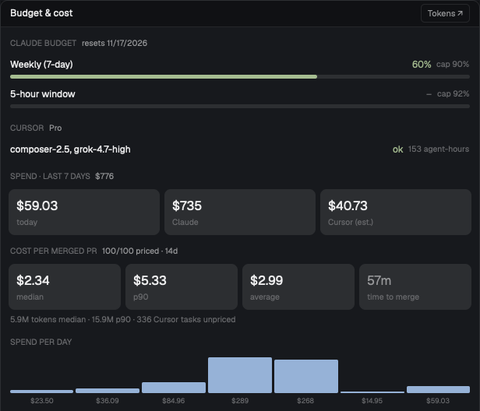 Budget & cost
Tokens ↗
CLAUDE BUDGET resets 11/17/2026
Weekly (7-day) 60% cap 90%
5-hour window – cap 92%
CURSOR Pro
composer-2.5, grok-4.7-high ok 153 agent-hours
SPEND · LAST 7 DAYS $776
$59.03 $735 $40.73
today Claude Cursor (est.)
COST PER MERGED PR 100/100 priced · 14d
$2.34 $5.33 $2.99 57m
median p90 average time to merge
5.9M tokens median · 15.9M p90 · 336 Cursor tasks unpriced
SPEND PER DAY
$23.50 $36.09 $84.96 $289 $268 $14.95 $59.03